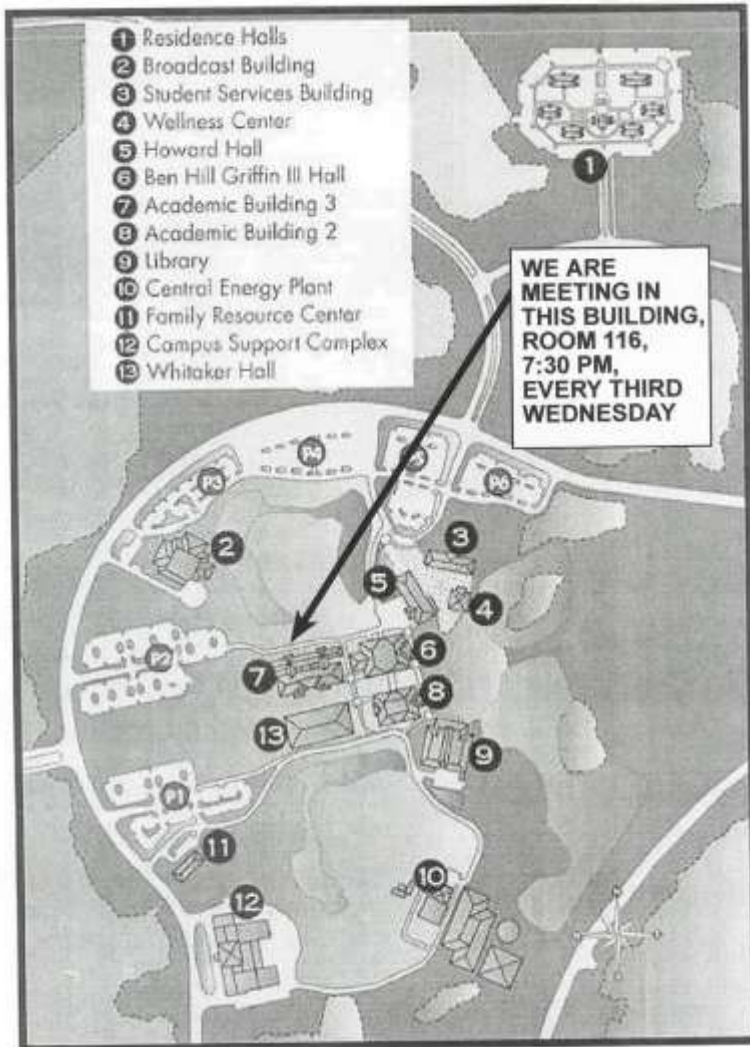 1 Residence Halls
2 Broadcast Building
3 Student Services Building
4 Wellness Center
5 Howard Hall
6 Ben Hill Griffin III Hall
7 Academic Building 3
8 Academic Building 2
9 Library
10 Central Energy Plant
11 Family Resource Center
12 Campus Support Complex
13 Whitaker Hall
1
WE ARE
MEETING IN
THIS BUILDING,
ROOM 116,
7:30 PM,
EVERY THIRD
WEDNESDAY
P4
P3
P6
2
3
5
4
P2
6
7
8
13
9
P1
11
10
12